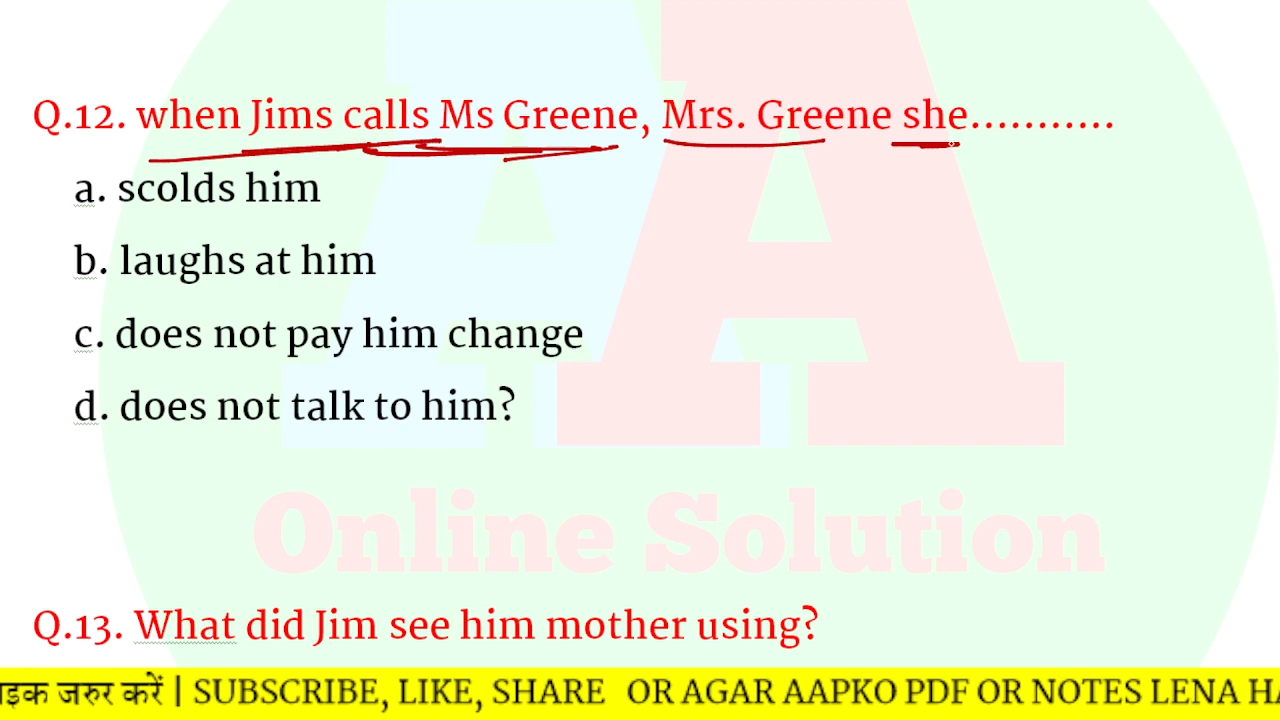 Q.12. when Jims calls Ms Greene, Mrs. Greene she...........
a. scolds him
b. laughs at him
c. does not pay him change
d. does not talk to him?
Online Solution
Q.13. What did Jim see him mother using?
जरुर करें | SUBSCRIBE, LIKE, SHARE OR AGAR AAPKO PDF OR NOTES LENA